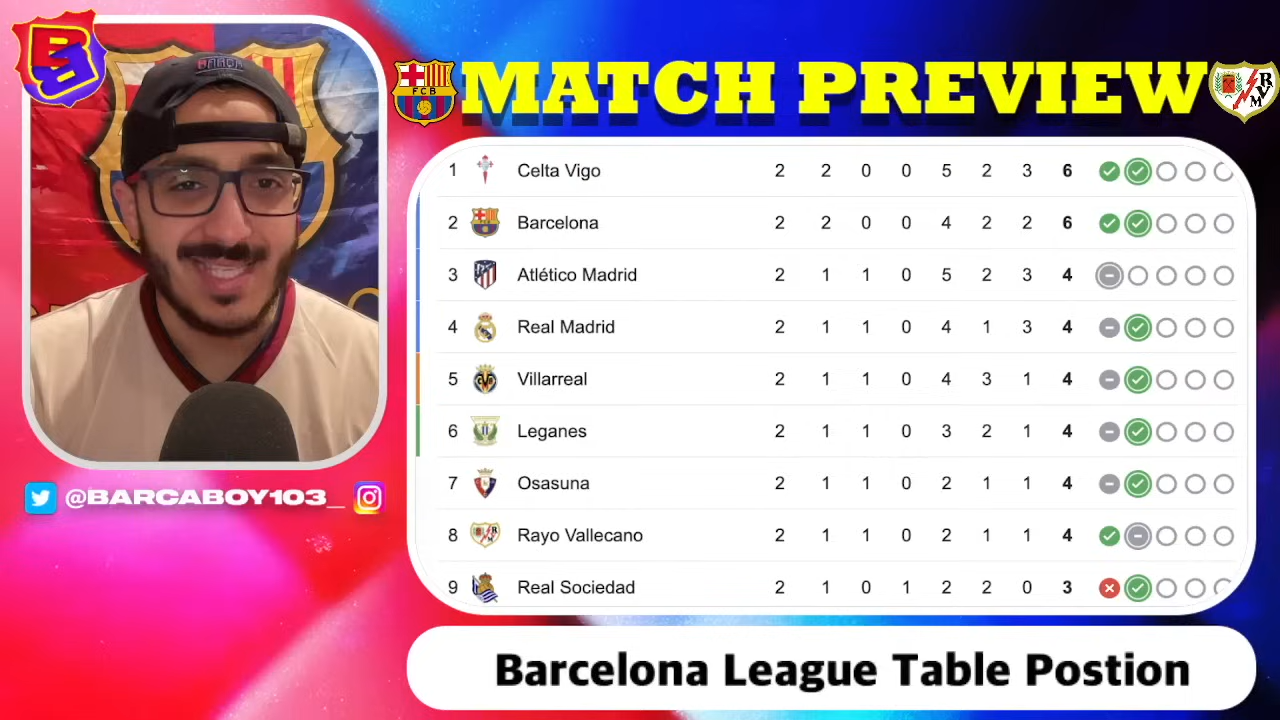 MATCH PREVIEW
FCB
1 Celta Vigo 2 2 0 0 5 2 3 6
2 Barcelona 2 2 0 0 4 2 2 6
3 Atlético Madrid 2 1 1 0 5 2 3 4
4 Real Madrid 2 1 1 0 4 1 3 4
5 Villarreal 2 1 1 0 4 3 1 4
6 Leganes 2 1 1 0 3 2 1 4
7 Osasuna 2 1 1 0 2 1 1 4
8 Rayo Vallecano 2 1 1 0 2 1 1 4
9 Real Sociedad 2 1 0 1 2 2 0 3
@BARCABOY103_
Barcelona League Table Postion